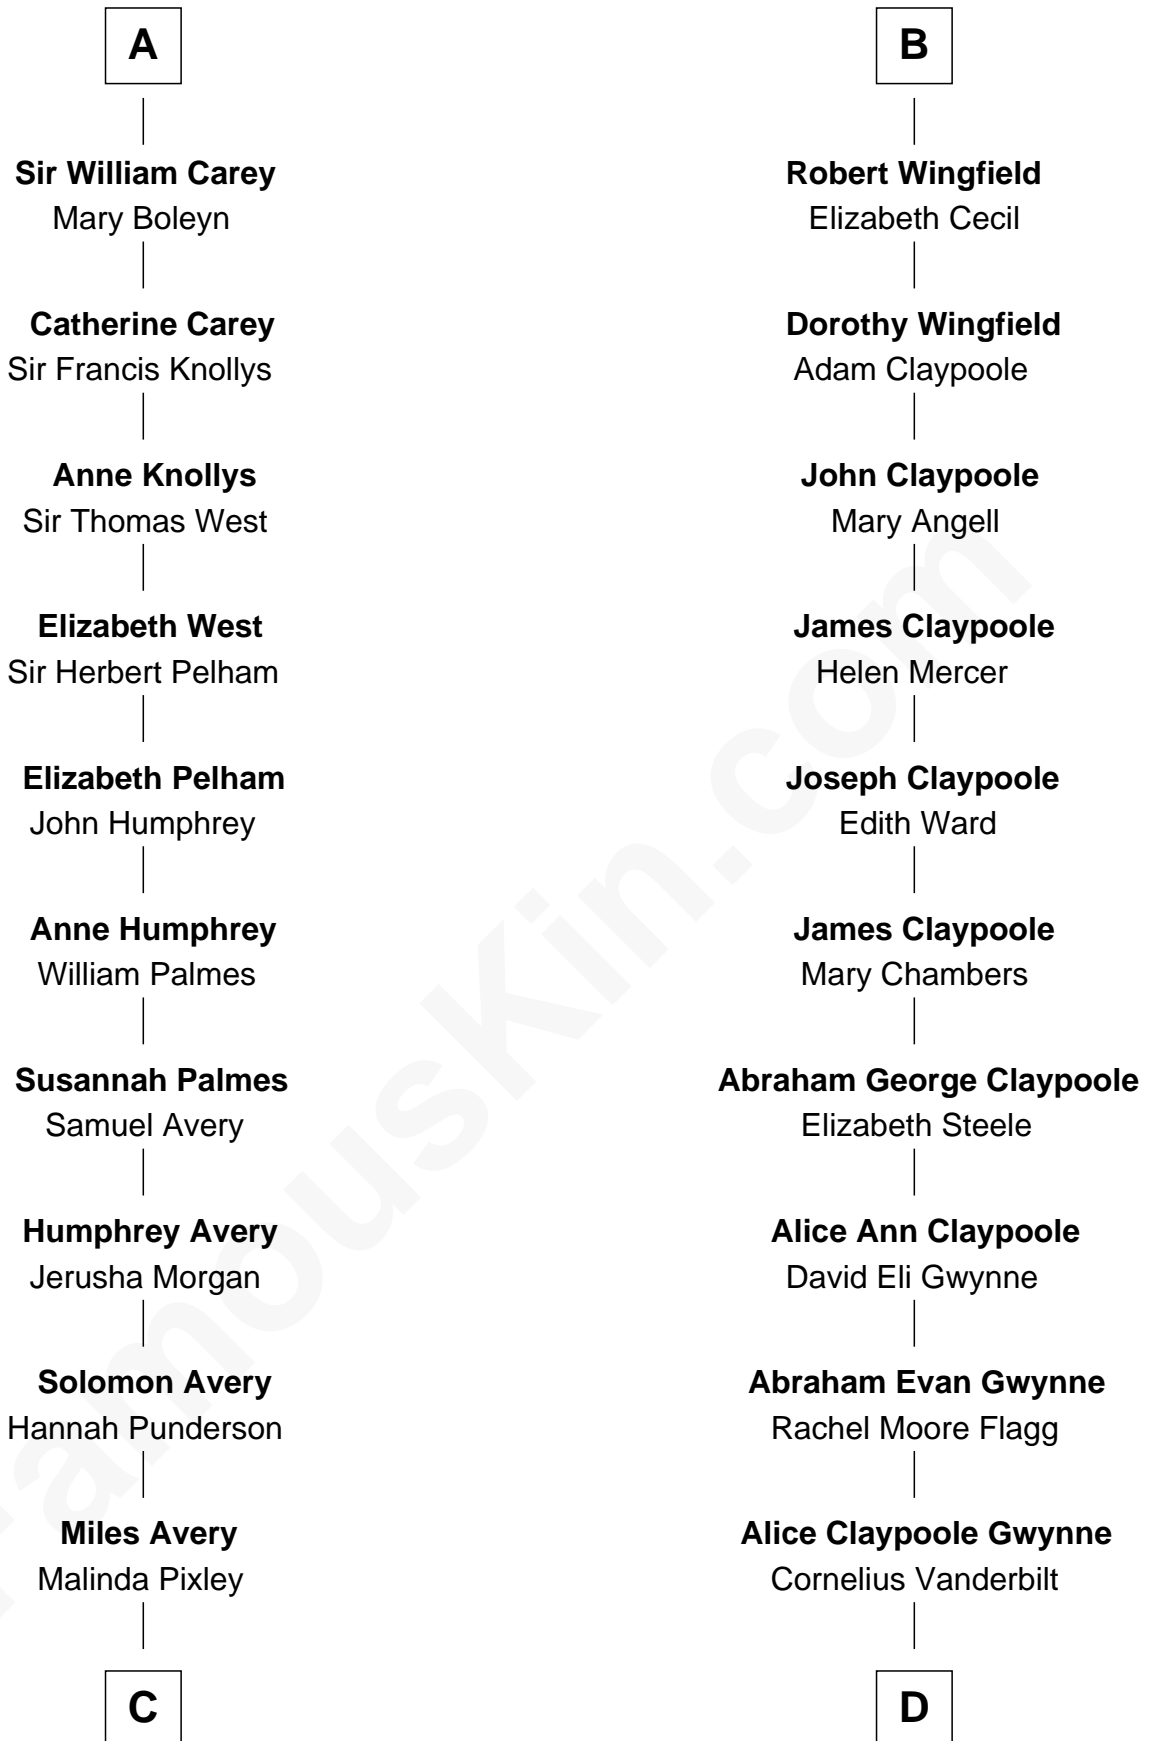 A
Sir William Carey
Mary Boleyn
Catherine Carey
Sir Francis Knollys
Anne Knollys
Sir Thomas West
Elizabeth West
Sir Herbert Pelham
Elizabeth Pelham
John Humphrey
Anne Humphrey
William Palmes
Susannah Palmes
Samuel Avery
Humphrey Avery
Jerusha Morgan
Solomon Avery
Hannah Punderson
Miles Avery
Malinda Pixley
C
B
Robert Wingfield
Elizabeth Cecil
Dorothy Wingfield
Adam Claypoole
John Claypoole
Mary Angell
James Claypoole
Helen Mercer
Joseph Claypoole
Edith Ward
James Claypoole
Mary Chambers
Abraham George Claypoole
Elizabeth Steele
Alice Ann Claypoole
David Eli Gwynne
Abraham Evan Gwynne
Rachel Moore Flagg
Alice Claypoole Gwynne
Cornelius Vanderbilt
D
FamousKin.com